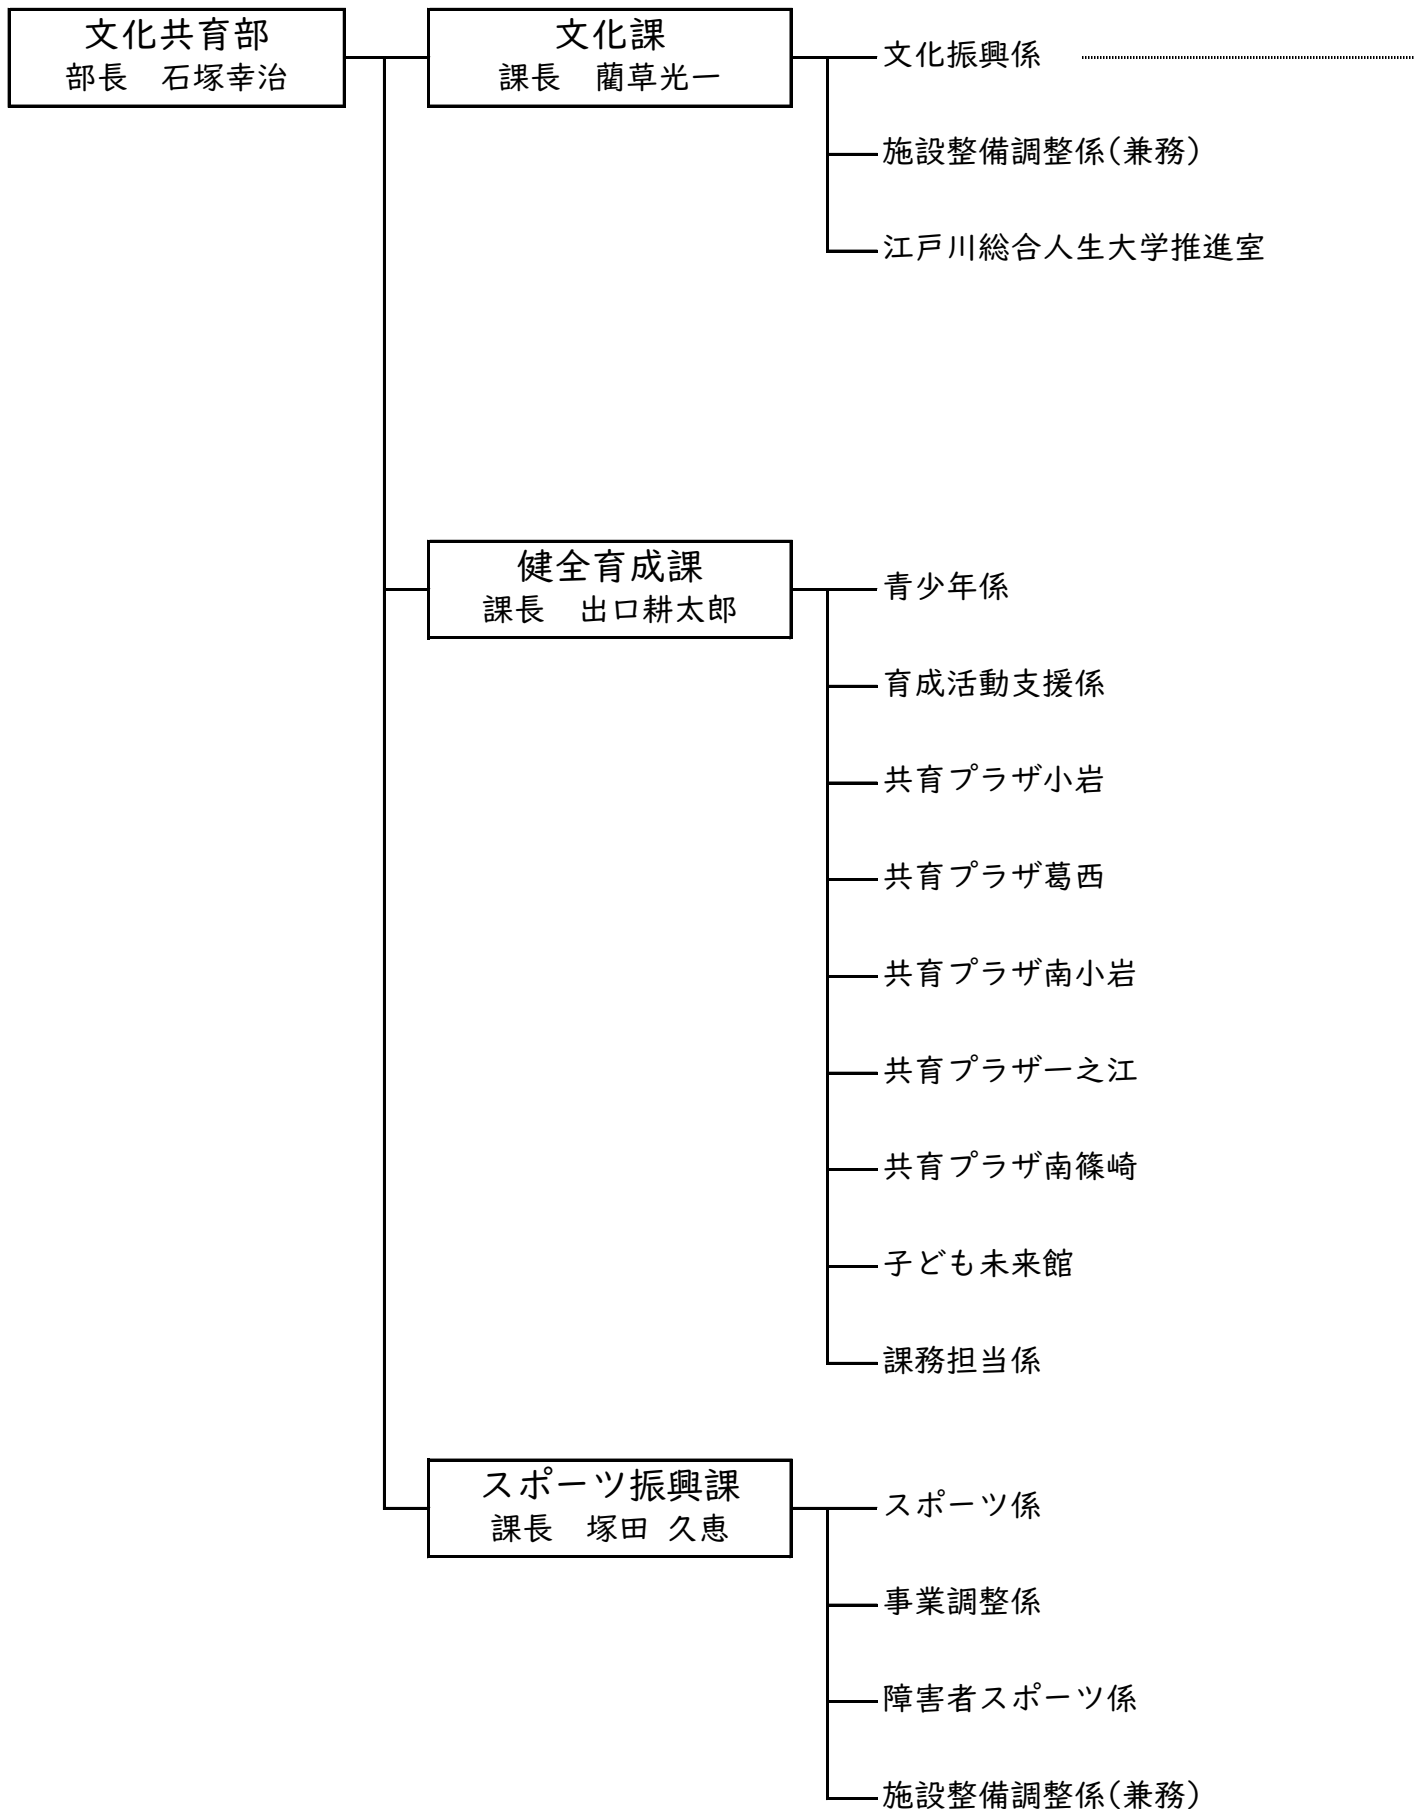 文化共育部
部長　石塚幸治
文化課
課長　藺草光一
文化振興係
施設整備調整係(兼務)
江戸川総合人生大学推進室
健全育成課
課長　出口耕太郎
青少年係
育成活動支援係
共育プラザ小岩
共育プラザ葛西
共育プラザ南小岩
共育プラザ一之江
共育プラザ南篠崎
子ども未来館
課務担当係
スポーツ振興課
課長　塚田 久恵
スポーツ係
事業調整係
障害者スポーツ係
施設整備調整係(兼務)